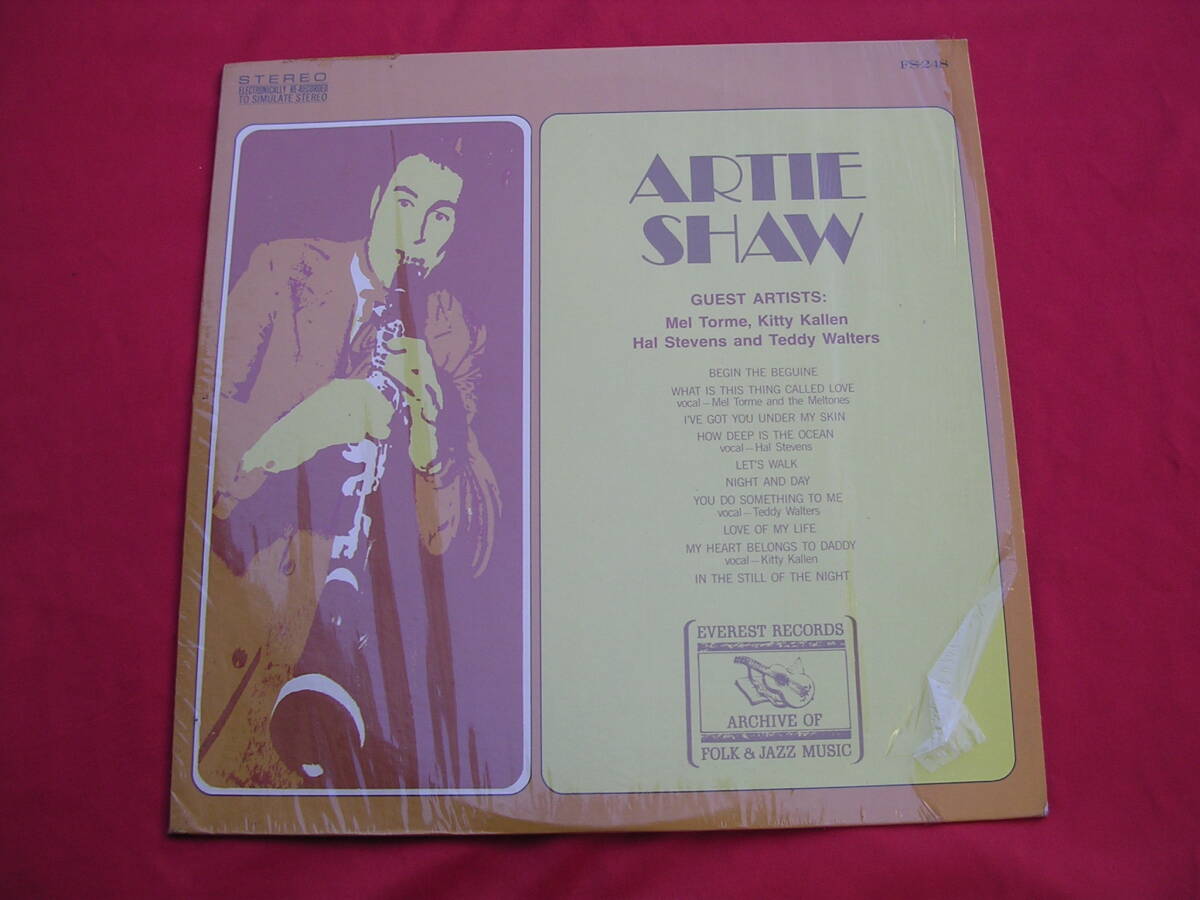 STEREO
ELECTRONICALLY RE-RECORDED
TO SIMULATE STEREO
FS-248
ARTIE
SHAW
GUEST ARTISTS:
Mel Torme, Kitty Kallen
Hal Stevens and Teddy Walters
BEGIN THE BEGUINE
WHAT IS THIS THING CALLED LOVE
vocal—Mel Torme and the Meltones
I'VE GOT YOU UNDER MY SKIN
HOW DEEP IS THE OCEAN
vocal—Hal Stevens
LET'S WALK
NIGHT AND DAY
YOU DO SOMETHING TO ME
vocal—Teddy Walters
LOVE OF MY LIFE
MY HEART BELONGS TO DADDY
vocal—Kitty Kallen
IN THE STILL OF THE NIGHT
EVEREST RECORDS
ARCHIVE OF
FOLK & JAZZ MUSIC